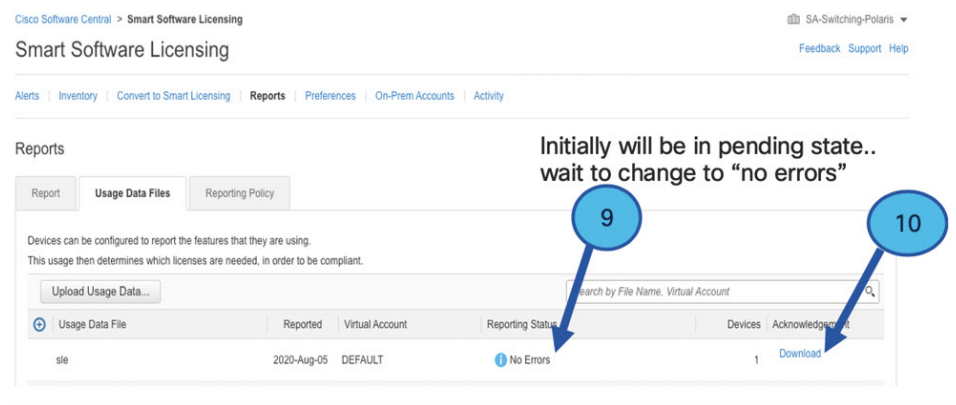 Cisco Software Central > Smart Software Licensing
SA-Switching-Polaris
Smart Software Licensing
Feedback Support Help
Alerts | Inventory | Convert to Smart Licensing | Reports | Preferences | On-Prem Accounts | Activity
Reports
Initially will be in pending state..
wait to change to “no errors”
Report Usage Data Files Reporting Policy
9
10
Devices can be configured to report the features that they are using.
This usage then determines which licenses are needed, in order to be compliant.
Upload Usage Data...
Search by File Name, Virtual Account
Usage Data File Reported Virtual Account Reporting Status Devices Acknowledgement
sle 2020-Aug-05 DEFAULT No Errors 1 Download